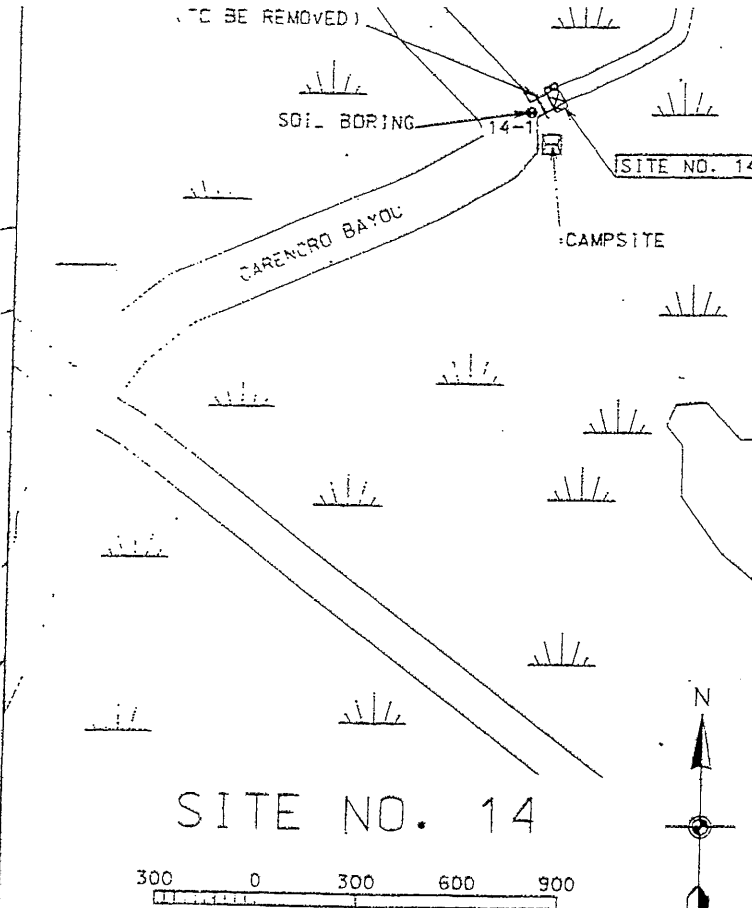 (TO BE REMOVED)
SOIL BORING
14-1
SITE NO. 14
CARENCRO BAYOU
CAMPSITE
N
SITE NO. 14
300 0 300 600 900